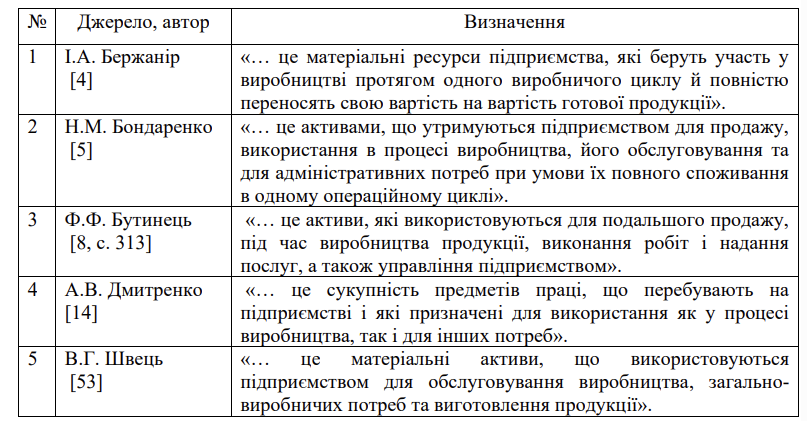 № Джерело, автор Визначення
1 І.А. Бержанір «… це матеріальні ресурси підприємства, які беруть участь у
[4] виробництві протягом одного виробничого циклу й повністю
переносять свою вартість на вартість готової продукції».
2 Н.М. Бондаренко «… це активами, що утримуються підприємством для продажу,
[5] використання в процесі виробництва, його обслуговування та
для адміністративних потреб при умови їх повного споживання
в одному операційному циклі».
3 Ф.Ф. Бутинець «… це активи, які використовуються для подальшого продажу,
[8, с. 313] під час виробництва продукції, виконання робіт і надання
послуг, а також управління підприємством».
4 А.В. Дмитренко «… це сукупність предметів праці, що перебувають на
[14] підприємстві і які призначені для використання як у процесі
виробництва, так і для інших потреб».
5 В.Г. Швець «… це матеріальні активи, що використовуються
[53] підприємством для обслуговування виробництва, загально-
виробничих потреб та виготовлення продукції».